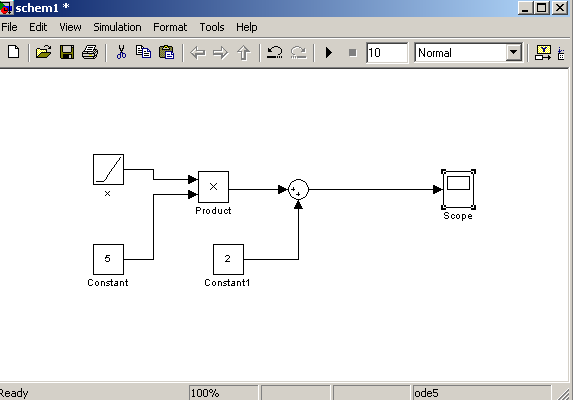 schem1 *
File Edit View Simulation Format Tools Help
10 Normal
x
×
Product
+
+
Scope
5
Constant
2
Constant1
Ready 100% ode5